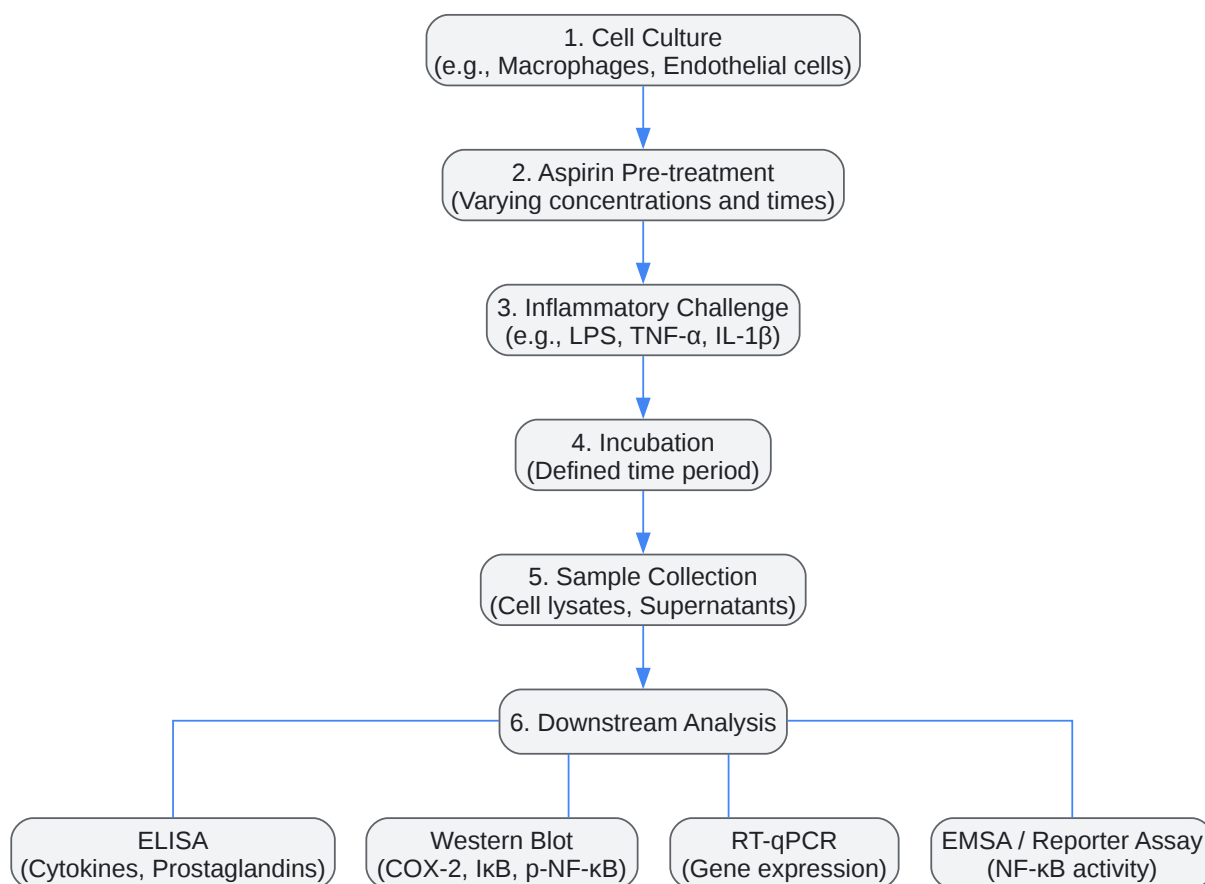 1. Cell Culture
(e.g., Macrophages, Endothelial cells)
2. Aspirin Pre-treatment
(Varying concentrations and times)
3. Inflammatory Challenge
(e.g., LPS, TNF-α, IL-1β)
4. Incubation
(Defined time period)
5. Sample Collection
(Cell lysates, Supernatants)
6. Downstream Analysis
ELISA
(Cytokines, Prostaglandins)
Western Blot
(COX-2, IκB, p-NF-κB)
RT-qPCR
(Gene expression)
EMSA / Reporter Assay
(NF-κB activity)